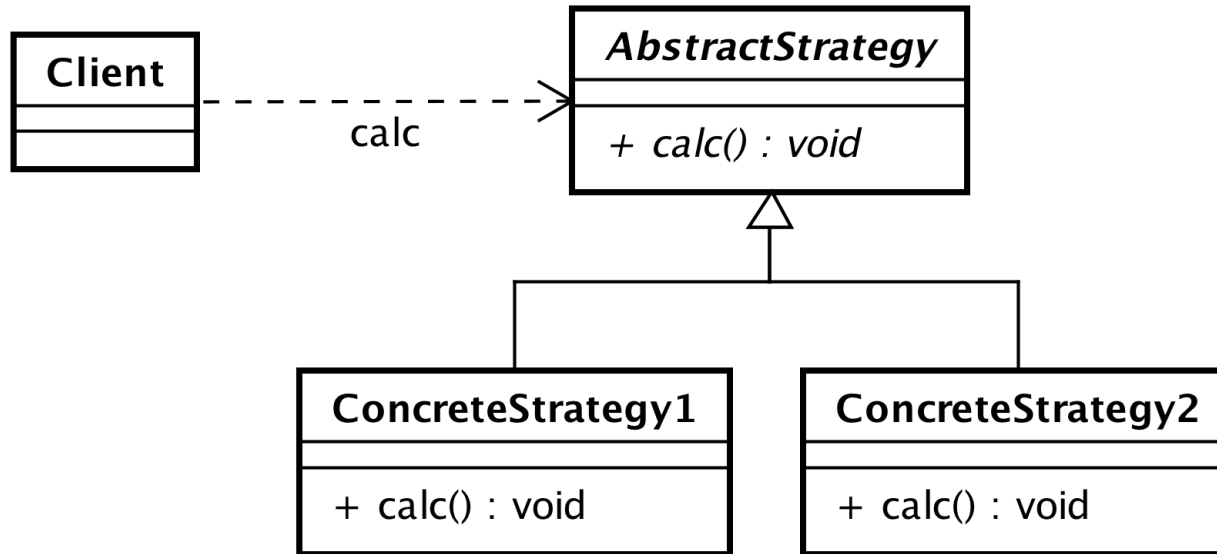 Client
AbstractStrategy
calc
+ calc() : void
ConcreteStrategy1
+ calc() : void
ConcreteStrategy2
+ calc() : void